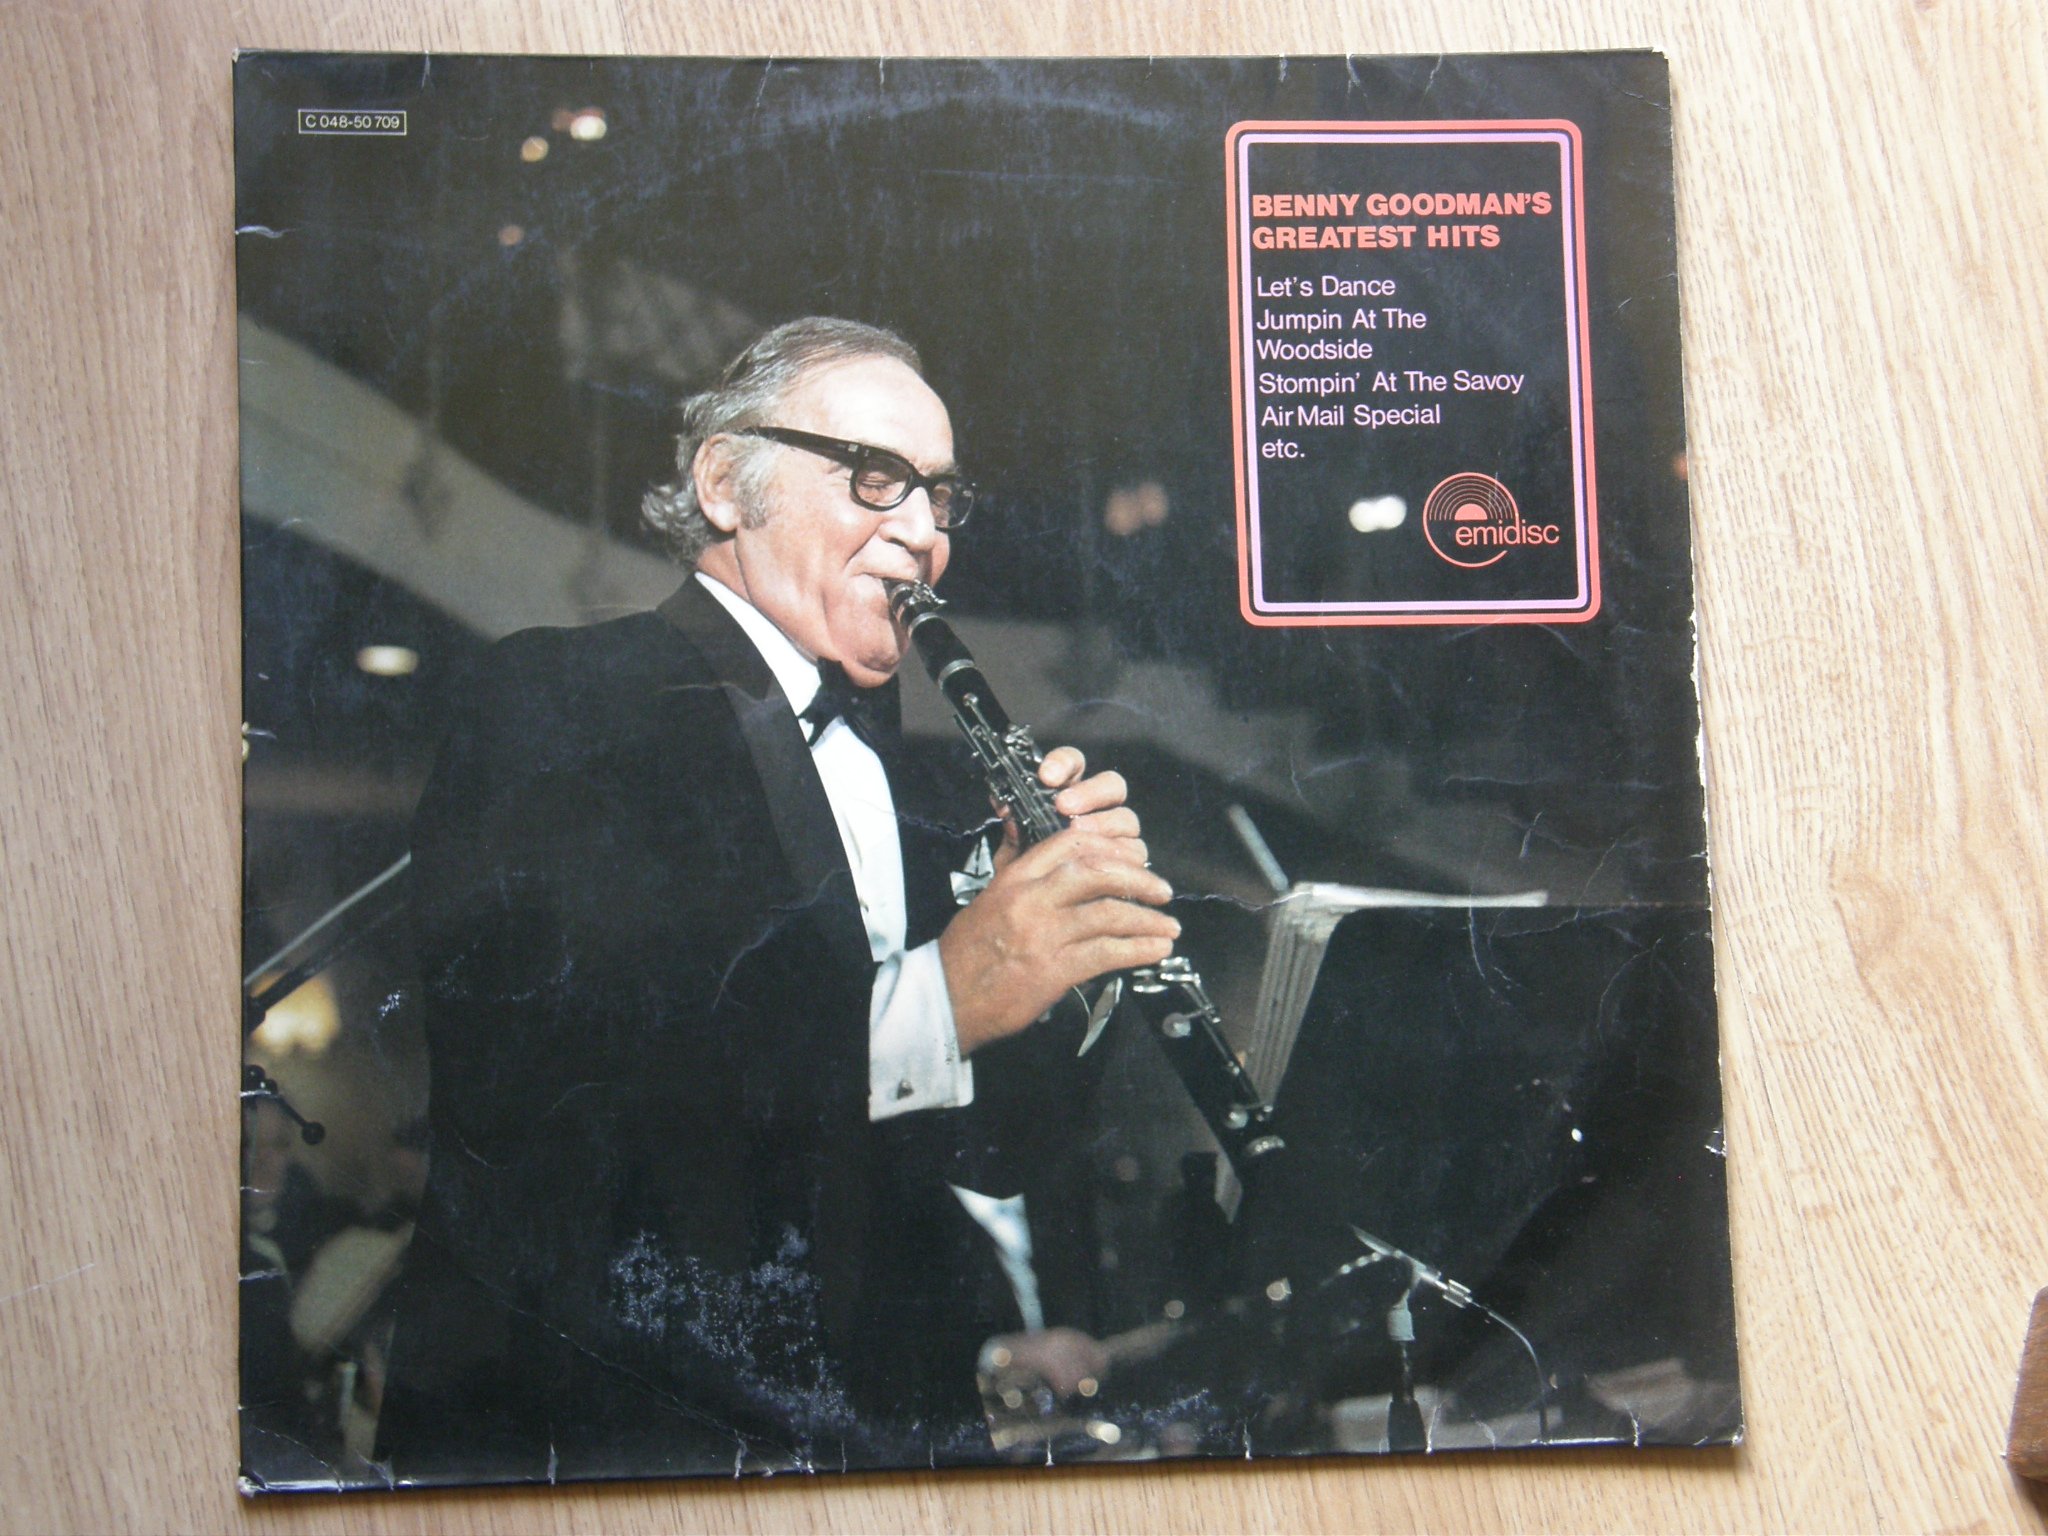 C 048-50 709
BENNY GOODMAN'S
GREATEST HITS
Let's Dance
Jumpin At The
Woodside
Stompin' At The Savoy
Air Mail Special
etc.
emidisc